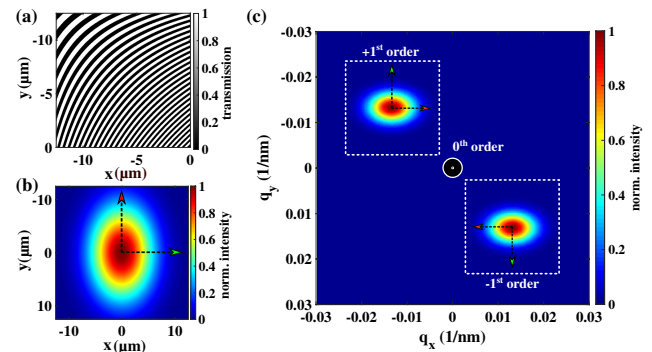 (a)
-10
-5
0
y (μm)
-10
-5
0
x (μm)
1
0.8
0.6
0.4
0.2
0
transmission
(b)
-10
0
10
y(μm)
-10
0
10
x (μm)
1
0.8
0.6
0.4
0.2
0
norm. intensity
(c)
-0.03
-0.02
-0.01
0
0.01
0.02
0.03
q_y (1/nm)
+1st order
0th order
-1st order
-0.03
-0.02
-0.01
0
0.01
0.02
0.03
q_x (1/nm)
1
0.8
0.6
0.4
0.2
0
norm. intensity